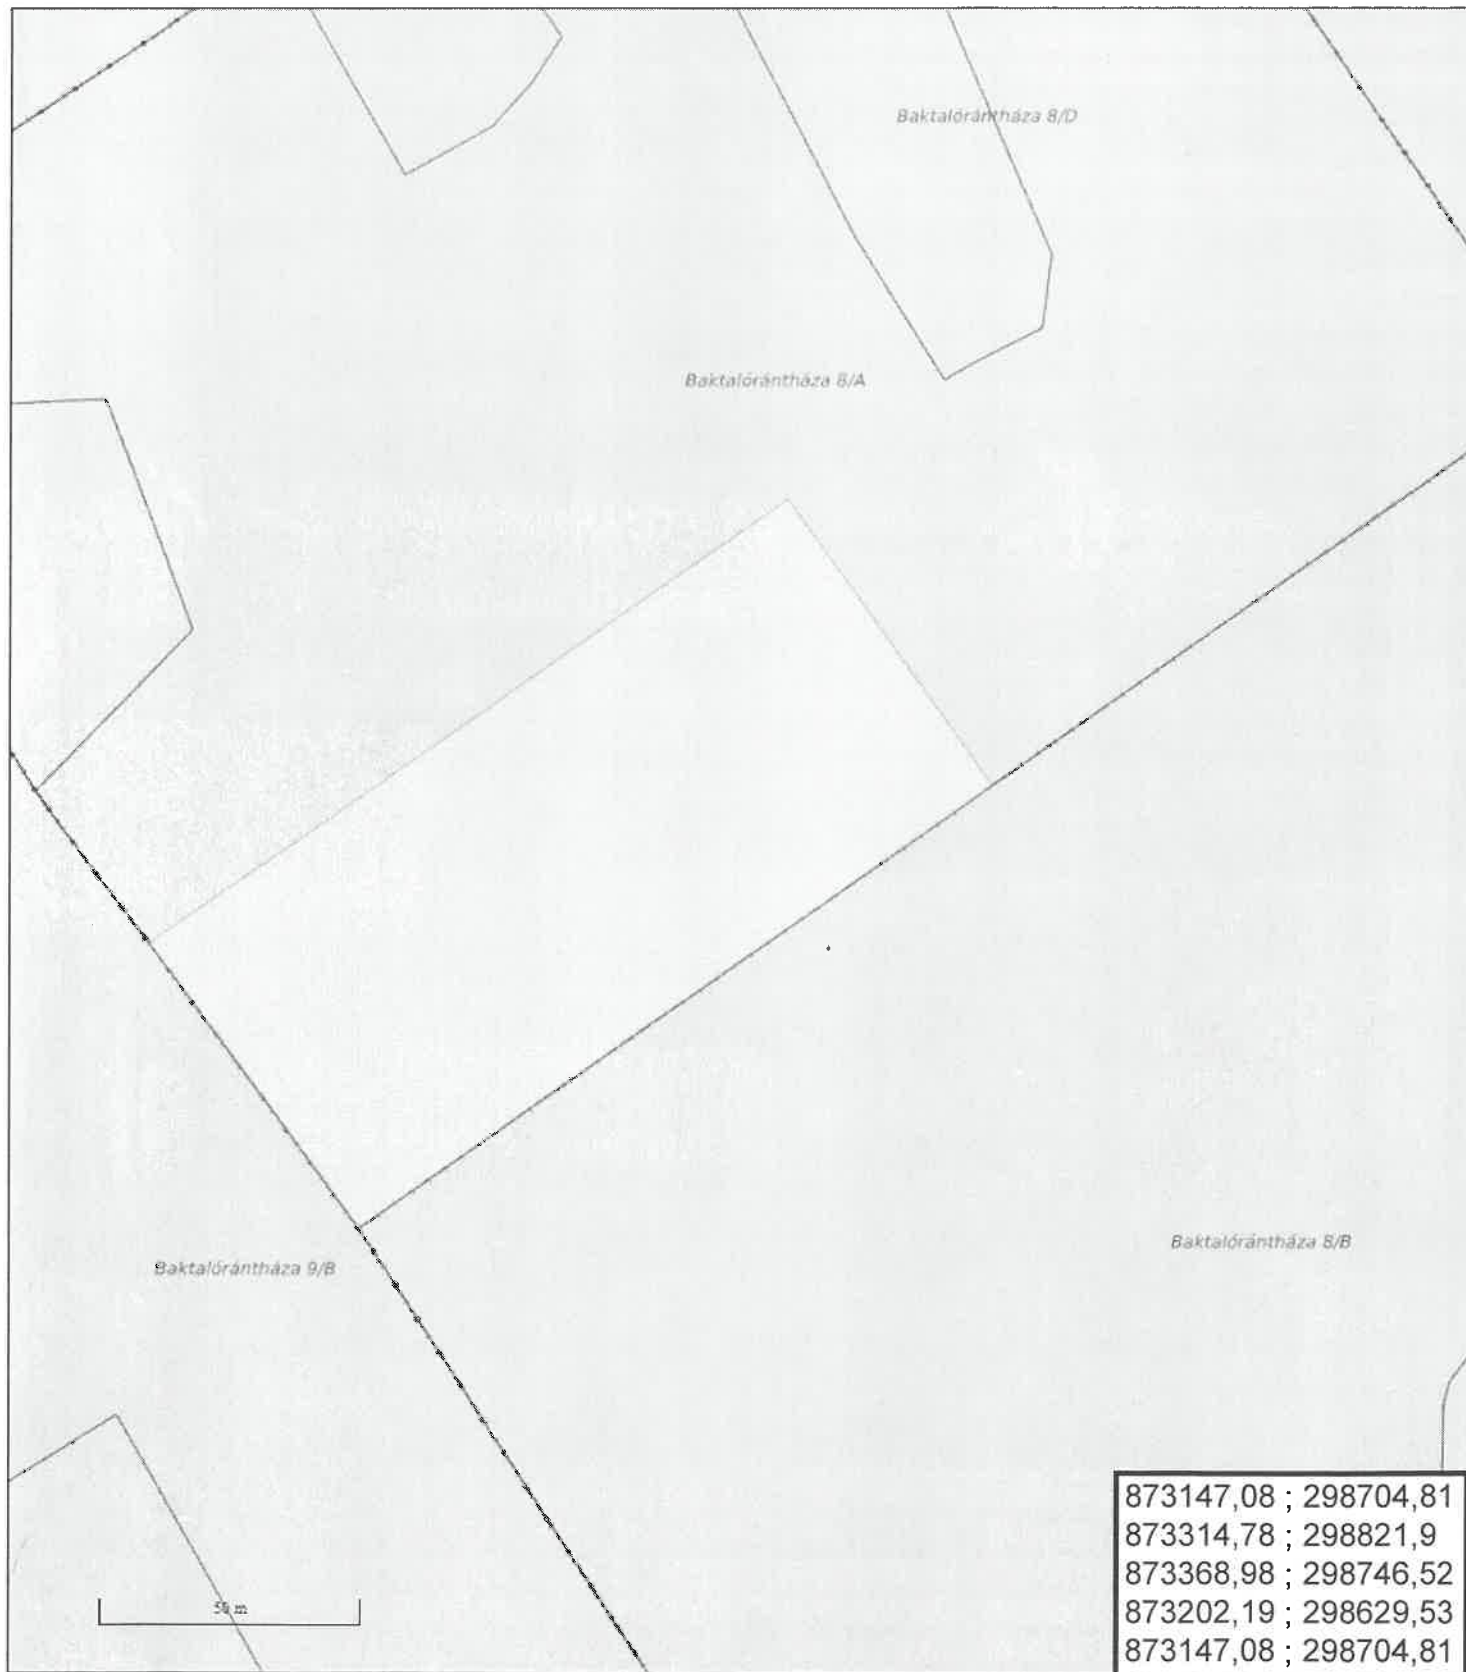 Baktalórántháza 8/D
Baktalórántháza 8/A
Baktalórántháza 8/B
Baktalórántháza 9/B
50 m
873147,08 ; 298704,81
873314,78 ; 298821,9
873368,98 ; 298746,52
873202,19 ; 298629,53
873147,08 ; 298704,81